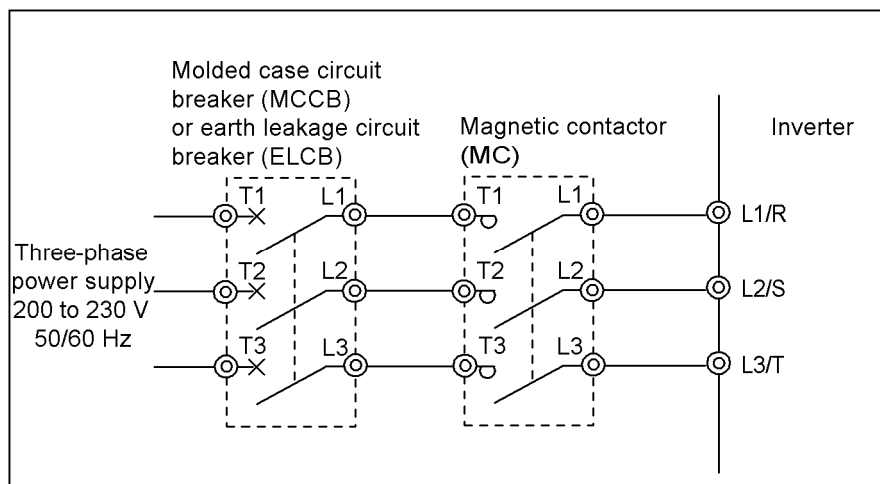 Molded case circuit
breaker (MCCB)
or earth leakage circuit
breaker (ELCB)
Magnetic contactor
(MC)
Inverter
T1
L1
T1
L1
L1/R
Three-phase
power supply
200 to 230 V
50/60 Hz
T2
L2
T2
L2
L2/S
T3
L3
T3
L3
L3/T